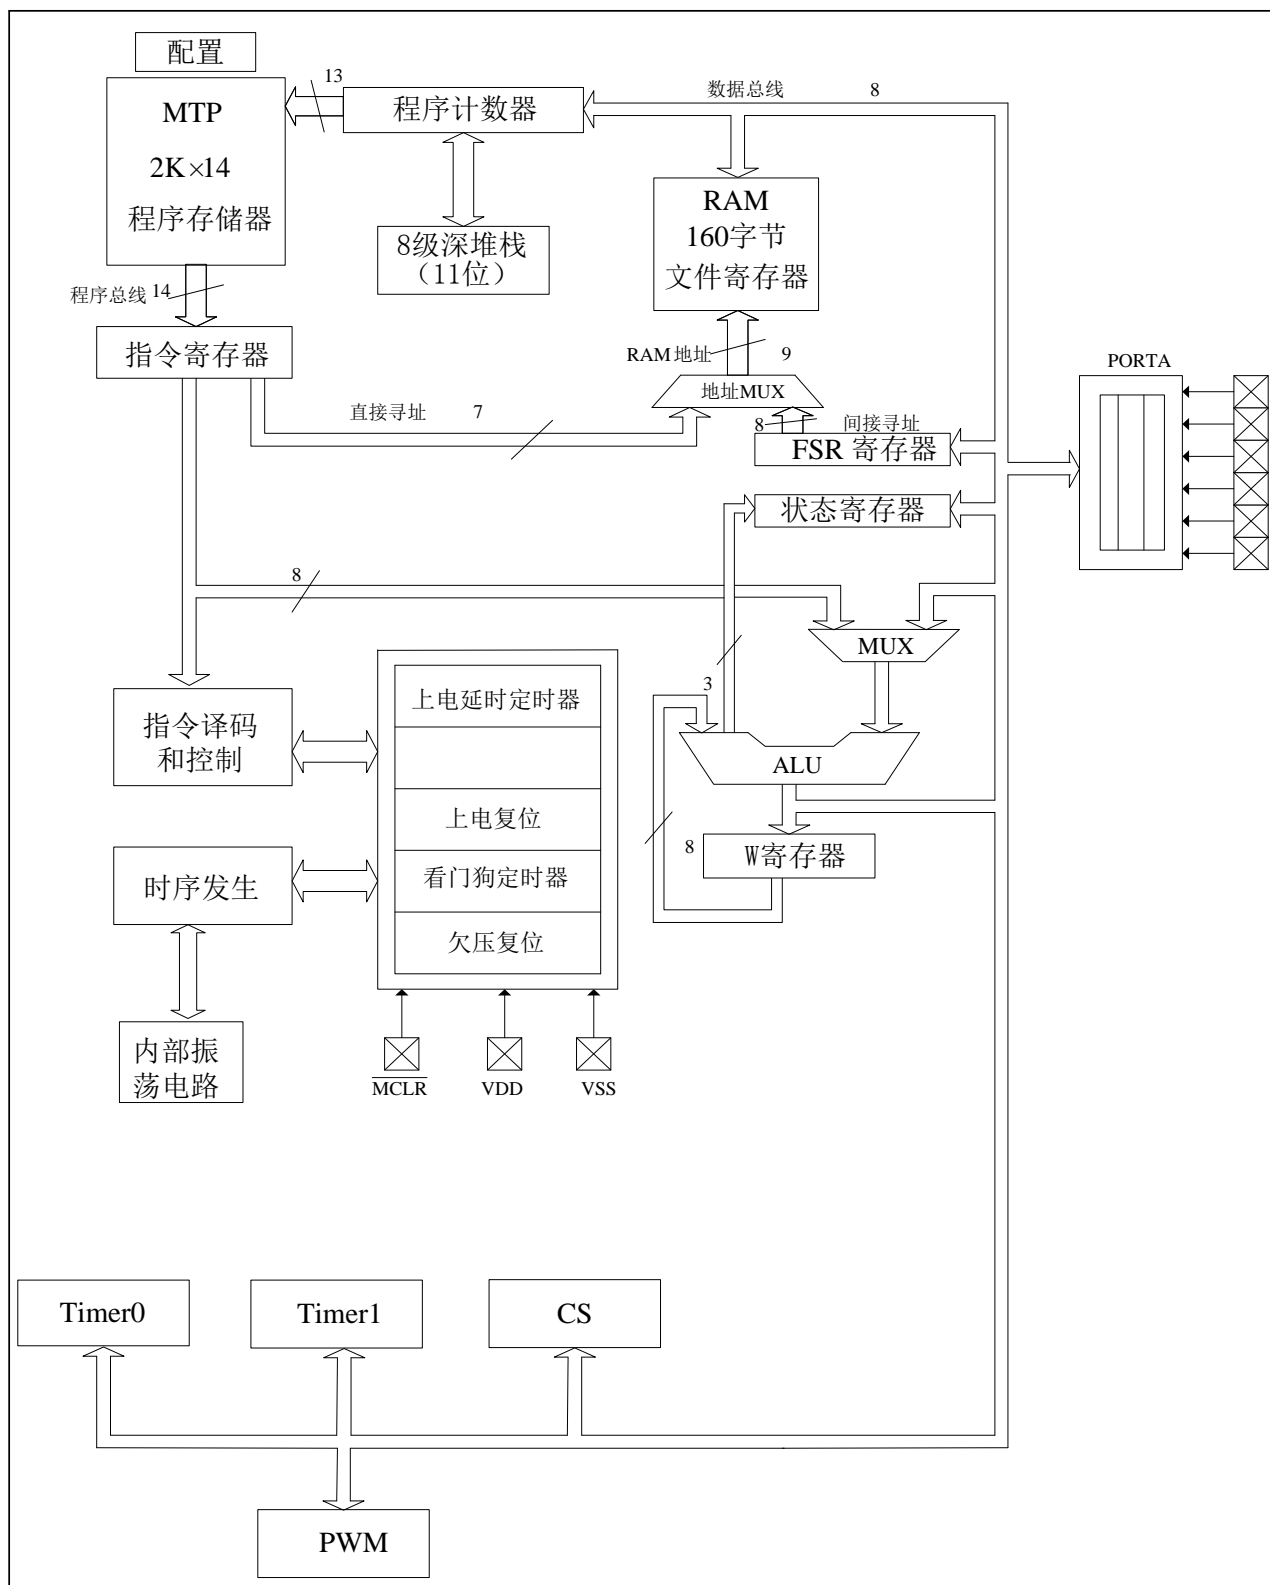 配置
MTP
2K×14
程序存储器
13
程序计数器
数据总线
8
8级深堆栈
（11位）
RAM
160字节
文件寄存器
程序总线
14
指令寄存器
RAM 地址
9
地址MUX
直接寻址
7
8
间接寻址
FSR 寄存器
PORTA
状态寄存器
8
MUX
3
上电延时定时器
指令译码
和控制
ALU
上电复位
8
W寄存器
看门狗定时器
时序发生
欠压复位
内部振
荡电路
MCLR
VDD
VSS
Timer0
Timer1
CS
PWM